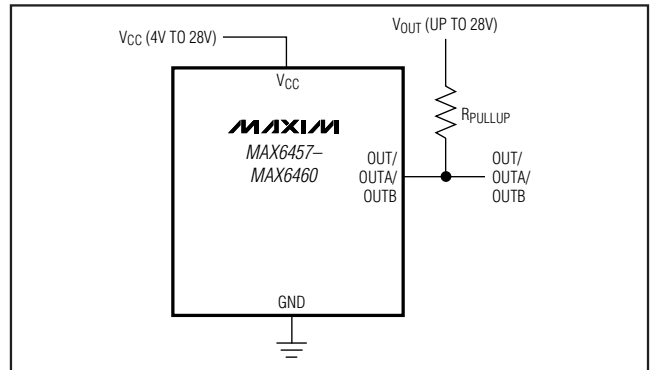 VCC (4V TO 28V)
VOUT (UP TO 28V)
VCC
RPULLUP
MAXIM
MAX6457–
MAX6460
OUT/
OUTA/
OUTB
OUT/
OUTA/
OUTB
GND